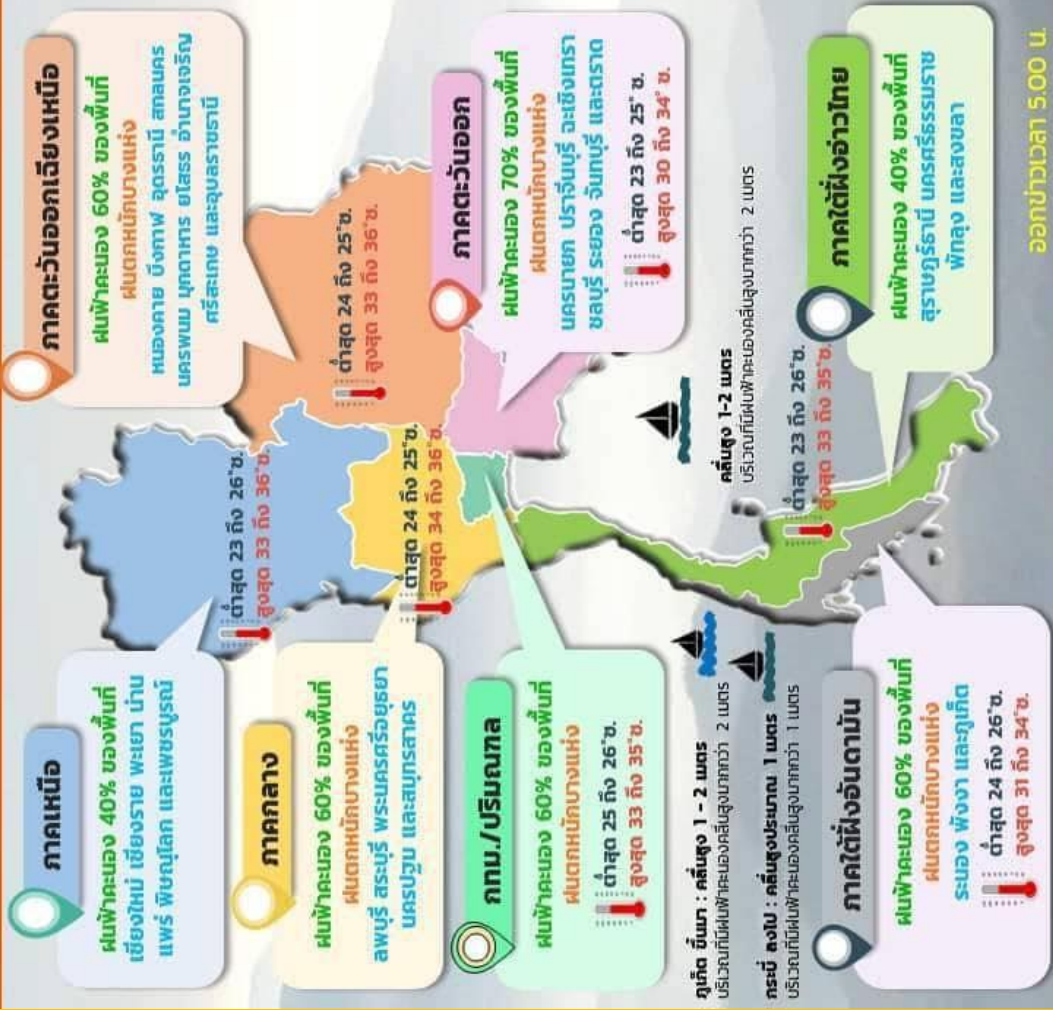 ภาคเหนือ
ฝนฟ้าคะนอง 40% ของพื้นที่
เชียงใหม่ เชียงราย พะเยา น่าน
แพร่ พิษณุโลก และเพชรบูรณ์
ต่ำสุด 23 ถึง 26°ซ.
สูงสุด 33 ถึง 36°ซ.
ภาคตะวันออกเฉียงเหนือ
ฝนฟ้าคะนอง 60% ของพื้นที่
ฝนตกหนักบางแห่ง
หนองคาย บึงกาฬ อุดรธานี สกลนคร
นครพนม มุกดาหาร ยโสธร อำนาจเจริญ
ศรีสะเกษ และอุบลราชธานี
ต่ำสุด 24 ถึง 25°ซ.
สูงสุด 33 ถึง 36°ซ.
ภาคกลาง
ฝนฟ้าคะนอง 60% ของพื้นที่
ฝนตกหนักบางแห่ง
ลพบุรี สระบุรี พระนครศรีอยุธยา
นครปฐม และสมุทรสาคร
ต่ำสุด 24 ถึง 25°ซ.
สูงสุด 34 ถึง 36°ซ.
ภาคตะวันออก
ฝนฟ้าคะนอง 70% ของพื้นที่
ฝนตกหนักบางแห่ง
นครนายก ปราจีนบุรี ฉะเชิงเทรา
ชลบุรี ระยอง จันทบุรี และตราด
ต่ำสุด 23 ถึง 25° ซ.
สูงสุด 30 ถึง 34° ซ.
กทม./ปริมณฑล
ฝนฟ้าคะนอง 60% ของพื้นที่
ฝนตกหนักบางแห่ง
ต่ำสุด 25 ถึง 26°ซ.
สูงสุด 33 ถึง 35°ซ.
คลื่นสูง 1-2 เมตร
บริเวณที่มีฝนฟ้าคะนองคลื่นสูงมากกว่า 2 เมตร
ภูเก็ต ขึ้นมา : คลื่นสูง 1 - 2 เมตร
บริเวณที่มีฝนฟ้าคะนองคลื่นสูงมากกว่า 2 เมตร
กระบี่ ลงไป : คลื่นสูงประมาณ 1 เมตร
บริเวณที่มีฝนฟ้าคะนองคลื่นสูงมากกว่า 1 เมตร
ภาคใต้ฝั่งอันดามัน
ฝนฟ้าคะนอง 60% ของพื้นที่
ฝนตกหนักบางแห่ง
ระนอง พังงา และภูเก็ต
ต่ำสุด 24 ถึง 26°ซ.
สูงสุด 31 ถึง 34°ซ.
ภาคใต้ฝั่งอ่าวไทย
ฝนฟ้าคะนอง 40% ของพื้นที่
สุราษฎร์ธานี นครศรีธรรมราช
พัทลุง และสงขลา
ต่ำสุด 23 ถึง 26°ซ.
สูงสุด 33 ถึง 35°ซ.
ออกข่าวเวลา 5.00 น.